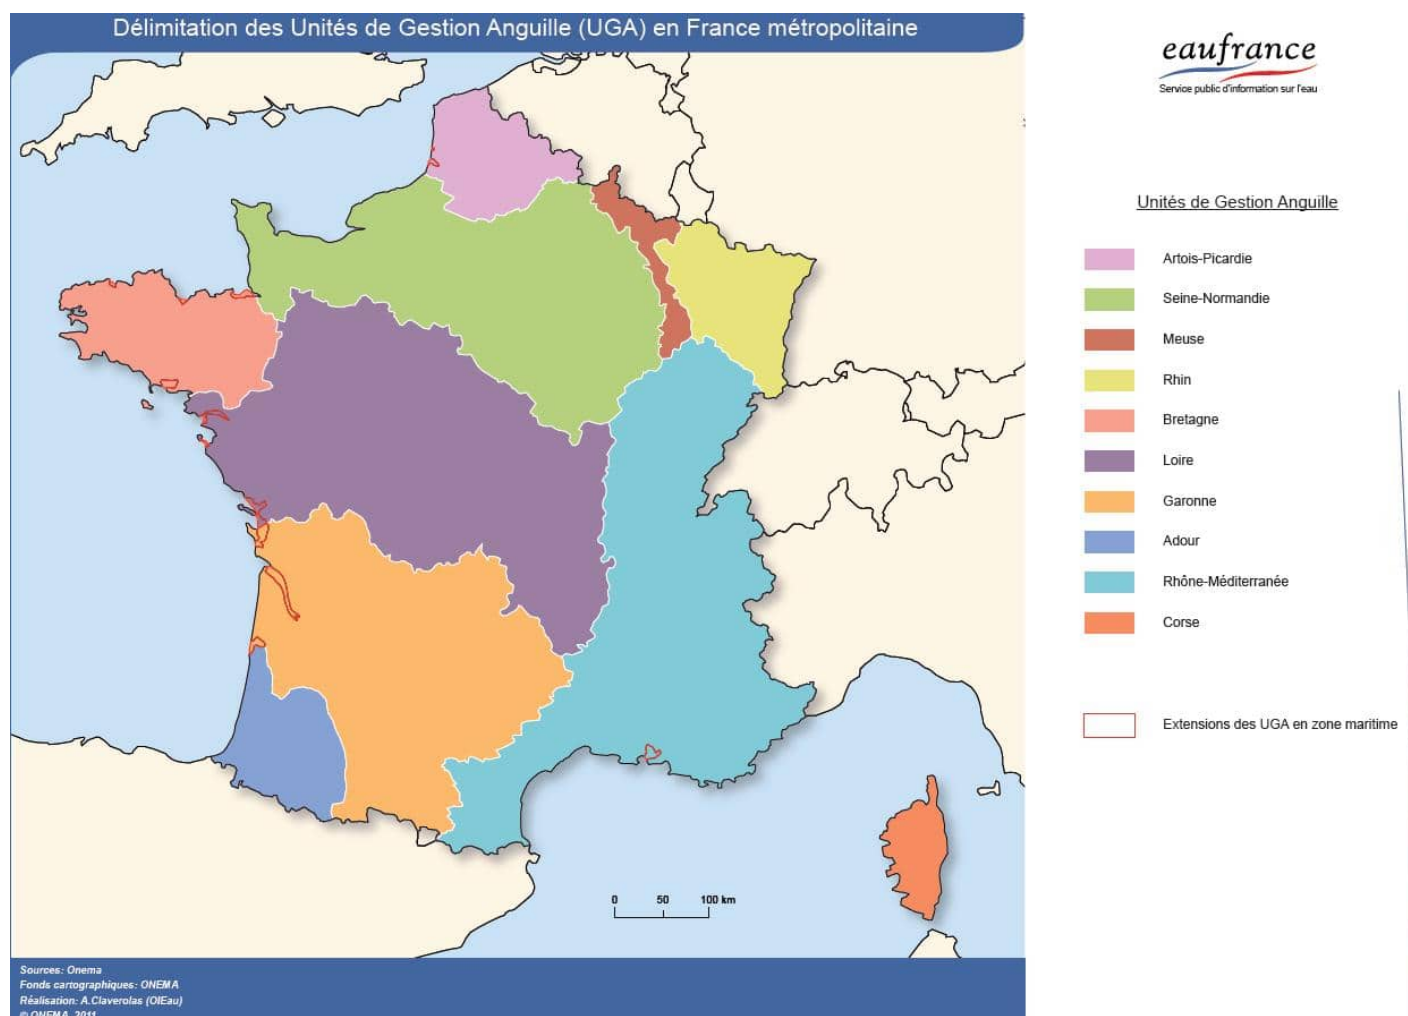 Délimitation des Unités de Gestion Anguille (UGA) en France métropolitaine
eaufrance
Service public d'information sur l'eau
Unités de Gestion Anguille
Artois-Picardie
Seine-Normandie
Meuse
Rhin
Bretagne
Loire
Garonne
Adour
Rhône-Méditerranée
Corse
Extensions des UGA en zone maritime
0 50 100 km
Sources: Onema
Fonds cartographiques: ONEMA
Réalisation: A.Claverolas (OIEau)
© ONEMA, 2011